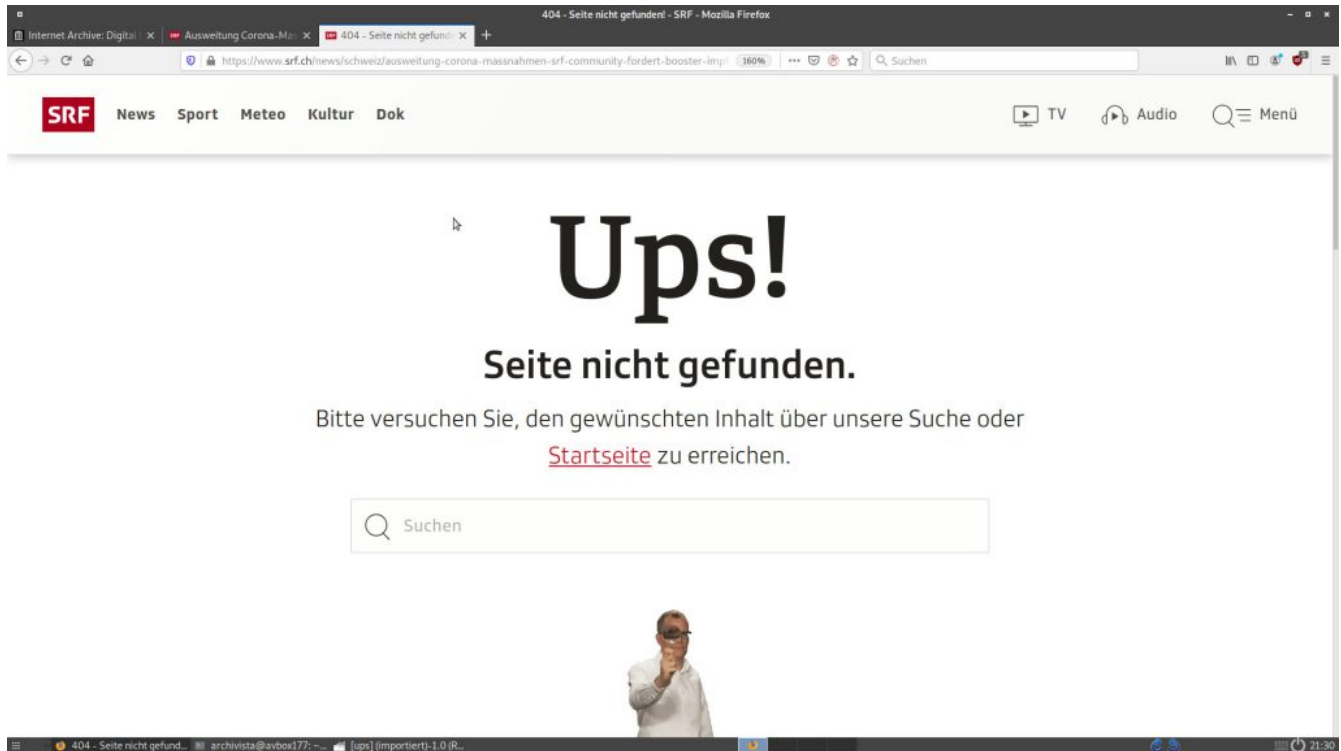 404 - Seite nicht gefunden! - SRF - Mozilla Firefox
Internet Archive: Digital
Ausweitung Corona-Mas
404 - Seite nicht gefunde
https://www.srf.ch/news/schweiz/ausweitung-corona-massnahmen-srf-community-fordert-booster-impf
160%
Suchen
SRF News Sport Meteo Kultur Dok TV Audio Menü
Ups!
Seite nicht gefunden.
Bitte versuchen Sie, den gewünschten Inhalt über unsere Suche oder
Startseite zu erreichen.
Suchen
404 - Seite nicht gefund... archivista@avbox177: ~... [ups] (importiert)-1.0 (R... 21:30